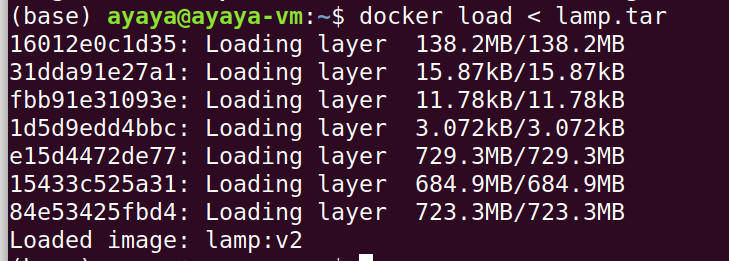 (base) ayaya@ayaya-vm:~$ docker load < lamp.tar
16012e0c1d35: Loading layer  138.2MB/138.2MB
31dda91e27a1: Loading layer  15.87kB/15.87kB
fbb91e31093e: Loading layer  11.78kB/11.78kB
1d5d9edd4bbc: Loading layer  3.072kB/3.072kB
e15d4472de77: Loading layer  729.3MB/729.3MB
15433c525a31: Loading layer  684.9MB/684.9MB
84e53425fbd4: Loading layer  723.3MB/723.3MB
Loaded image: lamp:v2